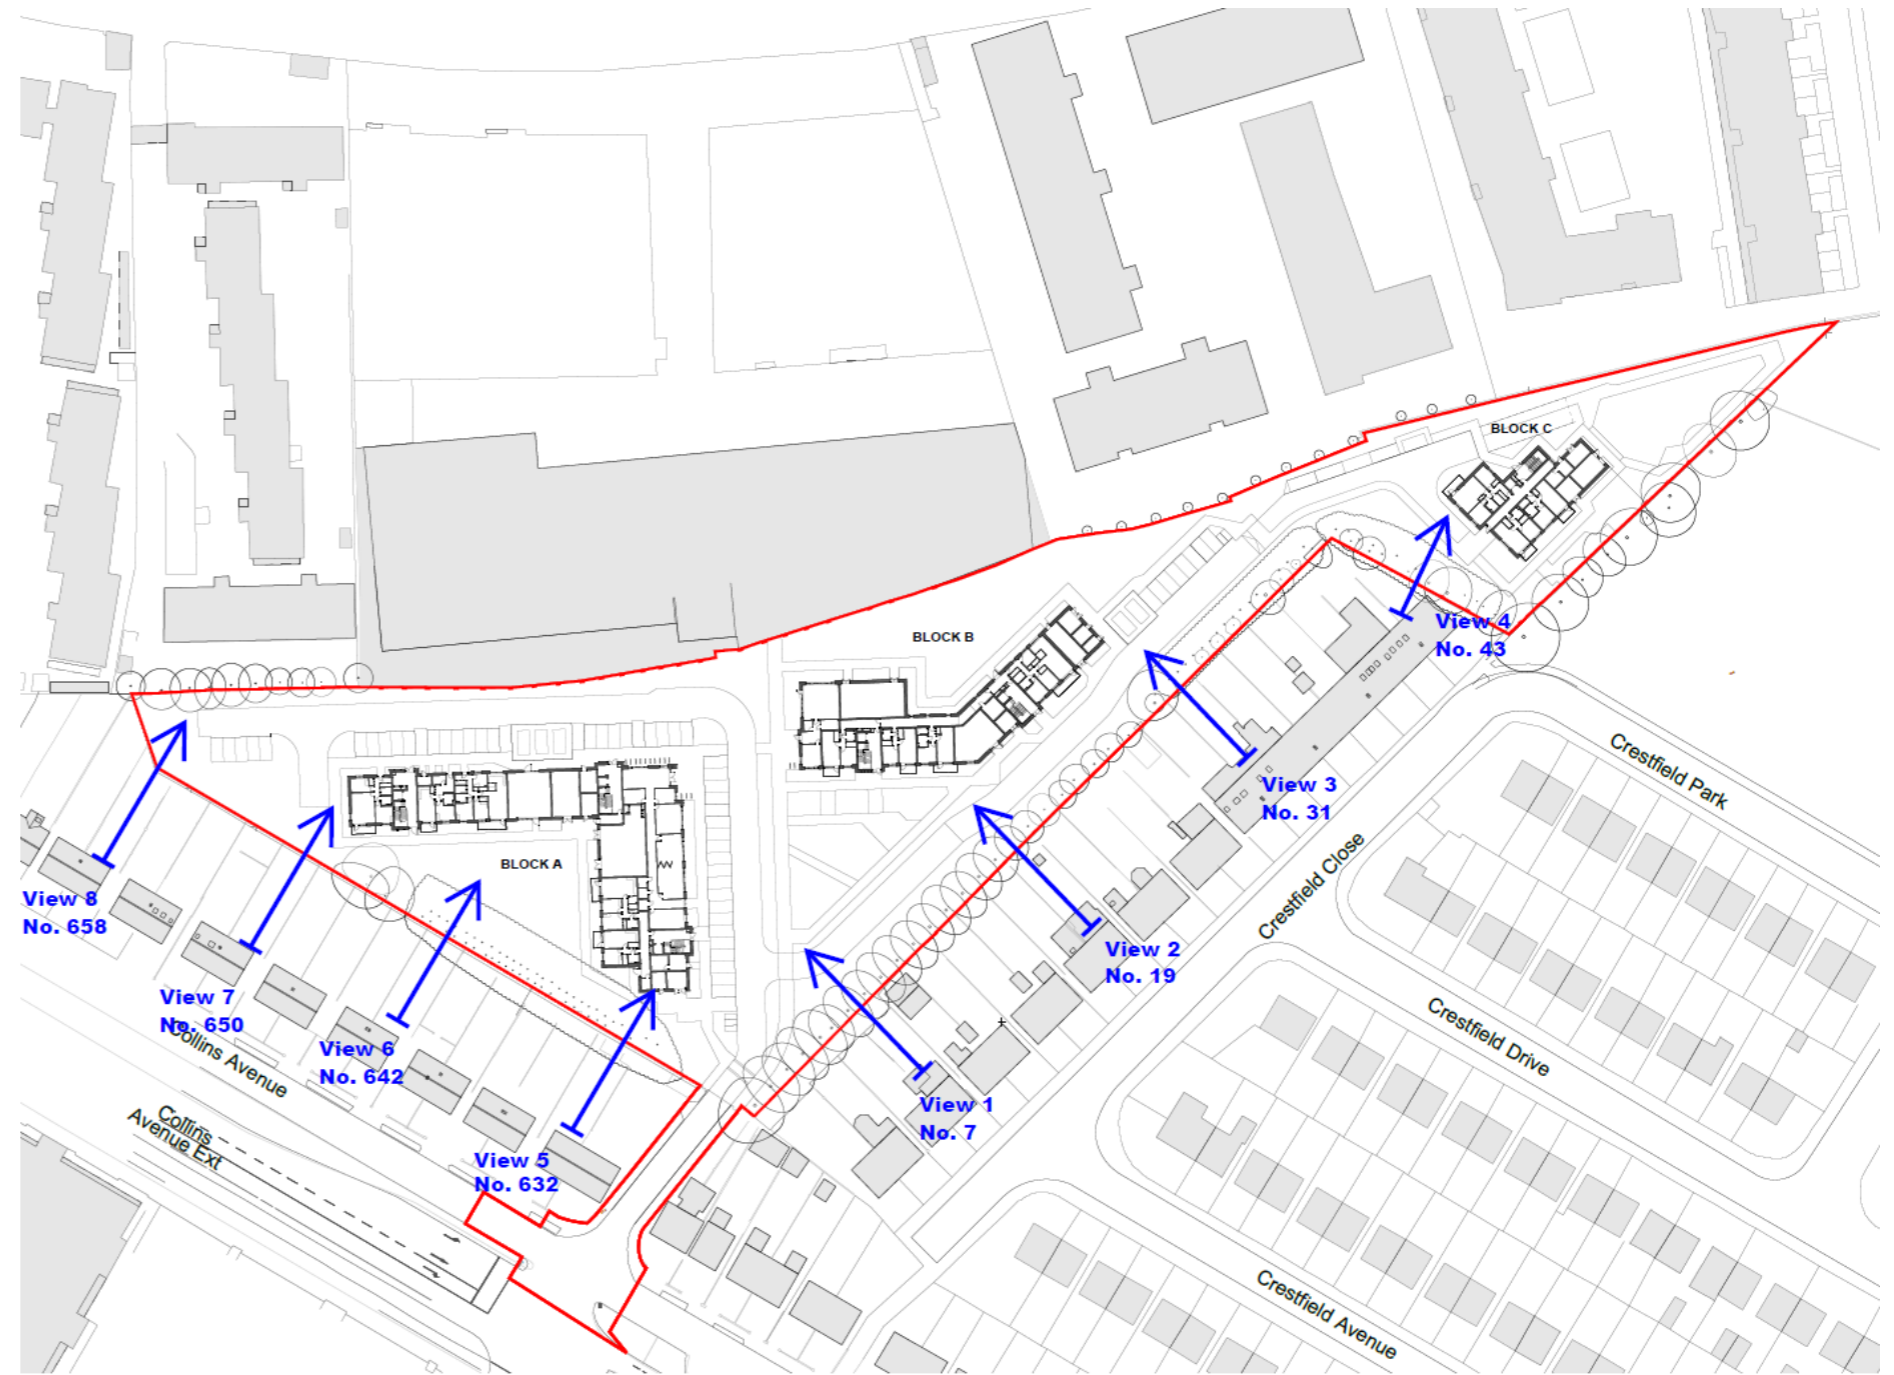 BLOCK C
View 4
No. 43
BLOCK B
Crestfield Park
View 3
No. 31
BLOCK A
Crestfield Close
View 8
No. 658
View 2
No. 19
View 7
No. 650
Collins Avenue
View 6
No. 642
Crestfield Drive
View 1
No. 7
Collins
Avenue Ext
View 5
No. 632
Crestfield Avenue